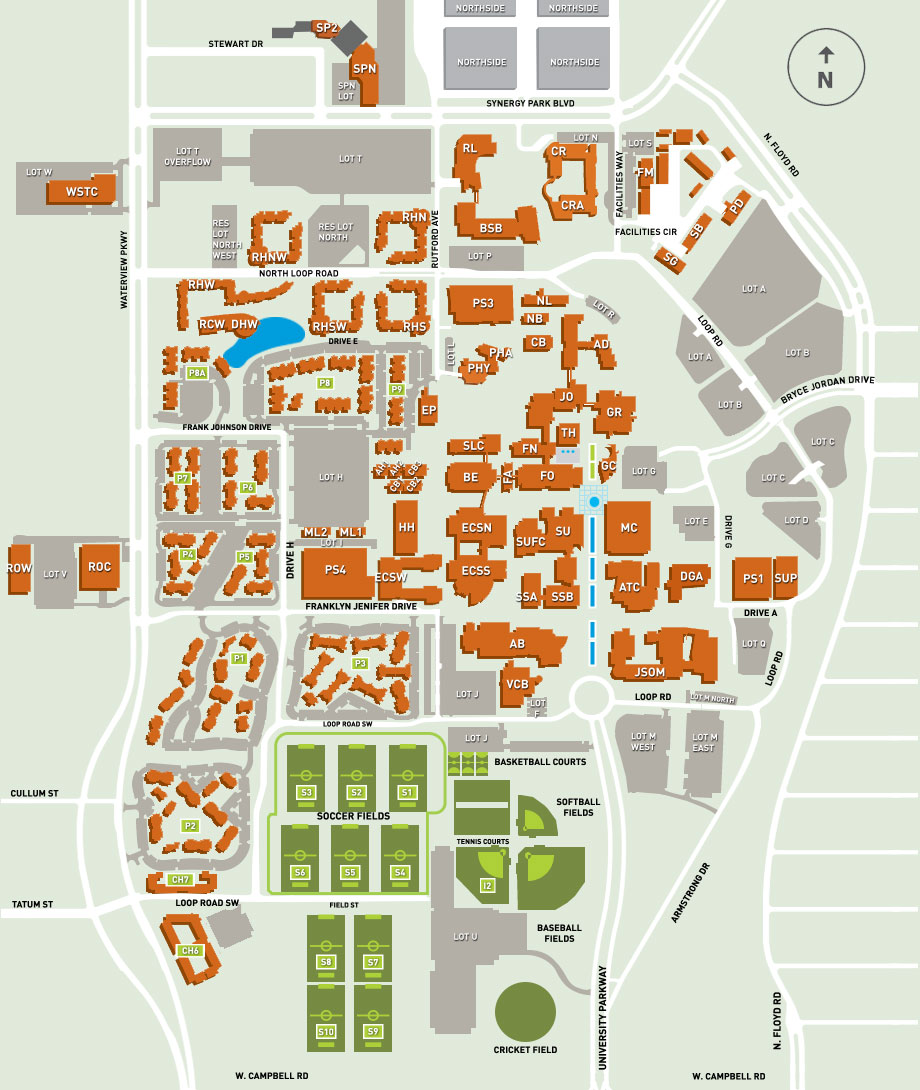 NORTHSIDE
NORTHSIDE
SP2
STEWART DR
NORTHSIDE
NORTHSIDE
SPN
SPN
LOT
N
SYNERGY PARK BLVD
N. FLOYD RD
LOT T
OVERFLOW
LOT T
RL
CR
LOT N
LOT S
LOT W
WSTC
FM
FACILITIES WAY
CRA
PD
RES
LOT
NORTH
WEST
RHNW
RES LOT
NORTH
RHN
RUTFORD AVE
BSB
FACILITIES CIR
SB
SG
LOT P
WATERVIEW PKWY
NORTH LOOP ROAD
RHW
RCW
DHW
RHSW
RHS
PS3
NL
NB
LOT R
LOT A
LOOP RD
DRIVE E
LOT L
CB
AD
PHA
PHY
LOT A
LOT B
P8A
P8
P9
EP
JO
GR
LOT B
BRYCE JORDAN DRIVE
FRANK JOHNSON DRIVE
TH
LOT C
SLC
FN
GC
LOT G
LOT C
P7
P6
LOT H
AH1
AH2
CB3
CB1
CB2
BE
FA
FO
HH
ECSN
SUFC
SU
MC
LOT E
DRIVE G
LOT D
ML2
ML1
LOT I
P4
P5
DRIVE H
ROW
LOT V
ROC
PS4
ECSW
ECSS
SSA
SSB
ATC
DGA
PS1
SUP
FRANKLYN JENIFER DRIVE
DRIVE A
P1
P3
AB
JSOM
LOT Q
LOOP RD
LOT J
VCB
LOT
F
LOOP RD
LOT M NORTH
LOOP ROAD SW
LOT J
LOT M
WEST
LOT M
EAST
BASKETBALL COURTS
CULLUM ST
S3
S2
S1
SOCCER FIELDS
SOFTBALL
FIELDS
P2
TENNIS COURTS
S6
S5
S4
I2
CH7
LOOP ROAD SW
TATUM ST
FIELD ST
ARMSTRONG DR
BASEBALL
FIELDS
LOT U
CH6
S8
S7
S10
S9
CRICKET FIELD
UNIVERSITY PARKWAY
N. FLOYD RD
W. CAMPBELL RD
W. CAMPBELL RD